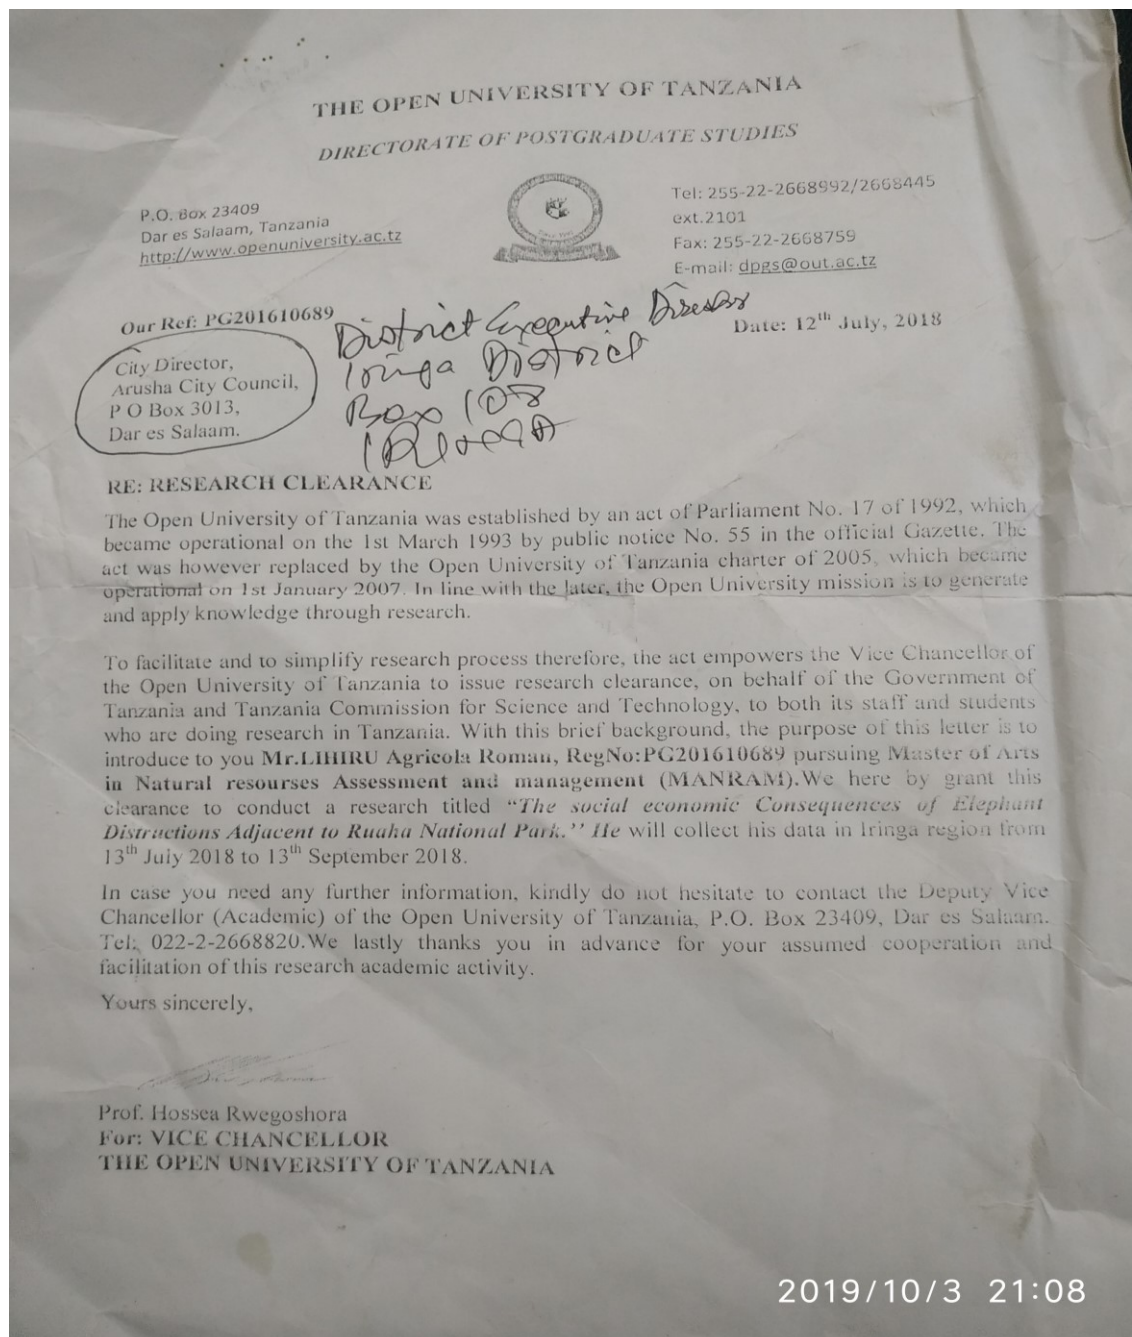 THE OPEN UNIVERSITY OF TANZANIA
DIRECTORATE OF POSTGRADUATE STUDIES
P.O. Box 23409
Dar es Salaam, Tanzania
http://www.openuniversity.ac.tz
Tel: 255-22-2668992/2668445
ext.2101
Fax: 255-22-2668759
E-mail: dpgs@out.ac.tz
Our Ref: PG201610689
Date: 12th July, 2018
City Director,
Arusha City Council,
P O Box 3013,
Dar es Salaam.
District Executive
Iringa District
Box 108
RE: RESEARCH CLEARANCE
The Open University of Tanzania was established by an act of Parliament No. 17 of 1992, which
became operational on the 1st March 1993 by public notice No. 55 in the official Gazette. The
act was however replaced by the Open University of Tanzania charter of 2005, which became
operational on 1st January 2007. In line with the later, the Open University mission is to generate
and apply knowledge through research.
To facilitate and to simplify research process therefore, the act empowers the Vice Chancellor of
the Open University of Tanzania to issue research clearance, on behalf of the Government of
Tanzania and Tanzania Commission for Science and Technology, to both its staff and students
who are doing research in Tanzania. With this brief background, the purpose of this letter is to
introduce to you Mr.LIHIRU Agricola Roman, RegNo:PG201610689 pursuing Master of Arts
in Natural resourses Assessment and management (MANRAM).We here by grant this
clearance to conduct a research titled “The social economic Consequences of Elephant
Distructions Adjacent to Ruaha National Park.’’ He will collect his data in Iringa region from
13th July 2018 to 13th September 2018.
In case you need any further information, kindly do not hesitate to contact the Deputy Vice
Chancellor (Academic) of the Open University of Tanzania, P.O. Box 23409, Dar es Salaam.
Tel: 022-2-2668820.We lastly thanks you in advance for your assumed cooperation and
facilitation of this research academic activity.
Yours sincerely,
Prof. Hossea Rwegoshora
For: VICE CHANCELLOR
THE OPEN UNIVERSITY OF TANZANIA
2019/10/3 21:08